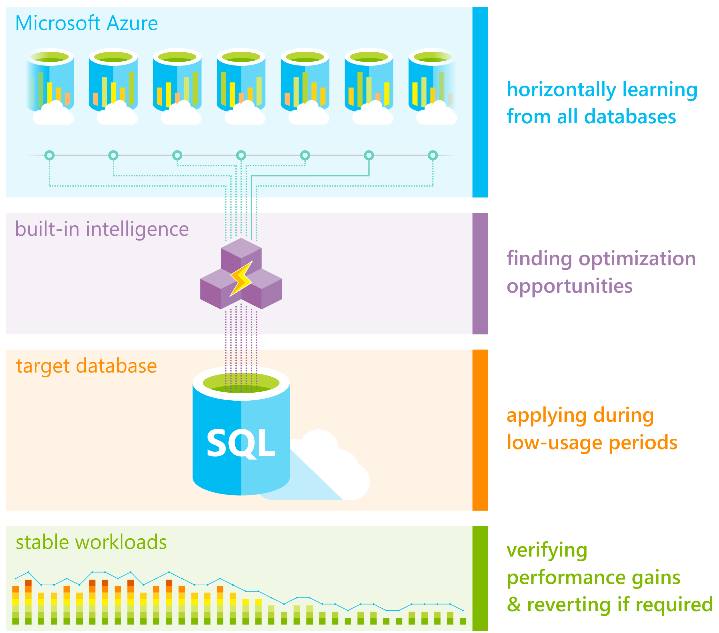 Microsoft Azure
horizontally learning
from all databases
built-in intelligence
finding optimization
opportunities
target database
SQL
applying during
low-usage periods
stable workloads
verifying
performance gains
& reverting if required